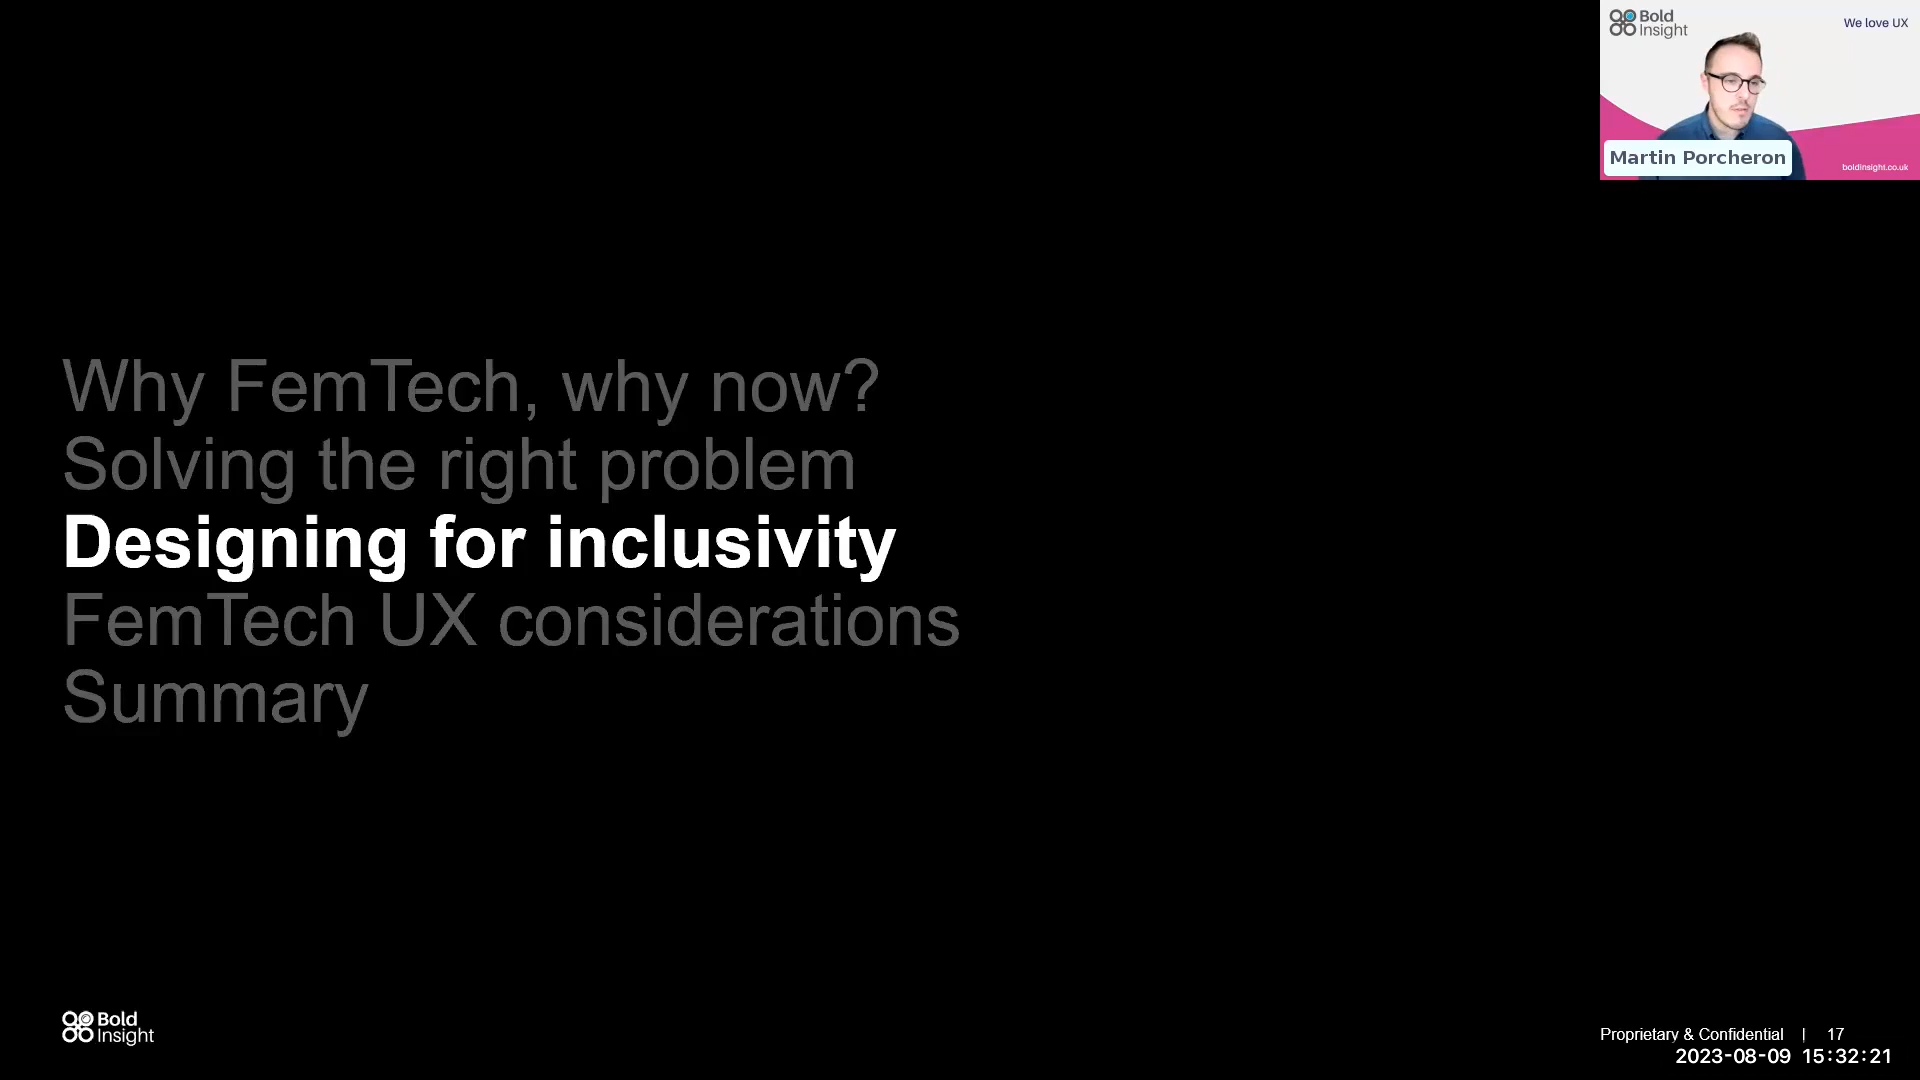 Bold
Insight
We love UX
Martin Porcheron
boldinsight.co.uk
Why FemTech, why now?
Solving the right problem
Designing for inclusivity
FemTech UX considerations
Summary
Bold
Insight
Proprietary & Confidential | 17
2023-08-09 15:32:21